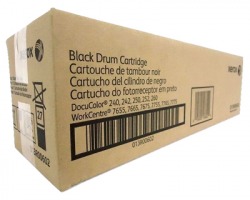 xerox
Black Drum Cartridge
Cartouche de tambour noir
Cartucho del cilindro de negro
Cartucho do fotorreceptor em preto
DocuColor® 240, 242, 250, 252, 260
WorkCentre® 7655, 7665, 7675, 7755, 7765, 7775
013R00602